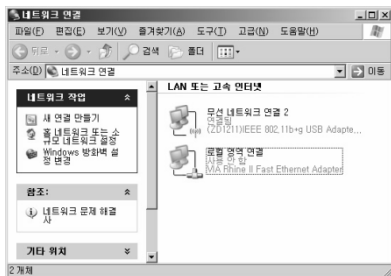 네트워크 연결
파일(F) 편집(E) 보기(V) 즐겨찾기(A) 도구(T) 고급(N) 도움말(H)
뒤로 검색 폴더
주소(D) 네트워크 연결 이동
네트워크 작업
새 연결 만들기
홈 네트워크 또는 소
규모 네트워크 설정
Windows 방화벽 설
정 변경
참조:
네트워크 문제 해결
사
기타 위치
LAN 또는 고속 인터넷
무선 네트워크 연결 2
연결됨
(ZD1211)IEEE 802.11b+g USB Adapte...
로컬 영역 연결
사용 안 함
VIA Rhine II Fast Ethernet Adapter
2 개체